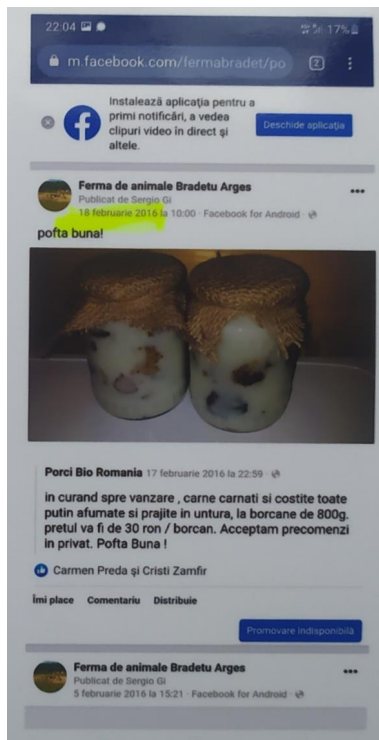 22:04 17%
m.facebook.com/fermabradet/po 2
Instalează aplicația pentru a
primi notificări, a vedea
clipuri video în direct și
altele.
Deschide aplicația
Ferma de animale Bradetu Arges
Publicat de Sergio Gi
18 februarie 2016 la 10:00 · Facebook for Android ·
pofta buna!
Porci Bio Romania 17 februarie 2016 la 22:59 ·
in curand spre vanzare , carne carnati si costite toate
putin afumate si prajite in untura, la borcane de 800g.
pretul va fi de 30 ron / borcan. Acceptam precomenzi
in privat. Pofta Buna !
Carmen Preda și Cristi Zamfir
Îmi place Comentariu Distribuie
Promovare indisponibilă
Ferma de animale Bradetu Arges
Publicat de Sergio Gi
5 februarie 2016 la 15:21 · Facebook for Android ·